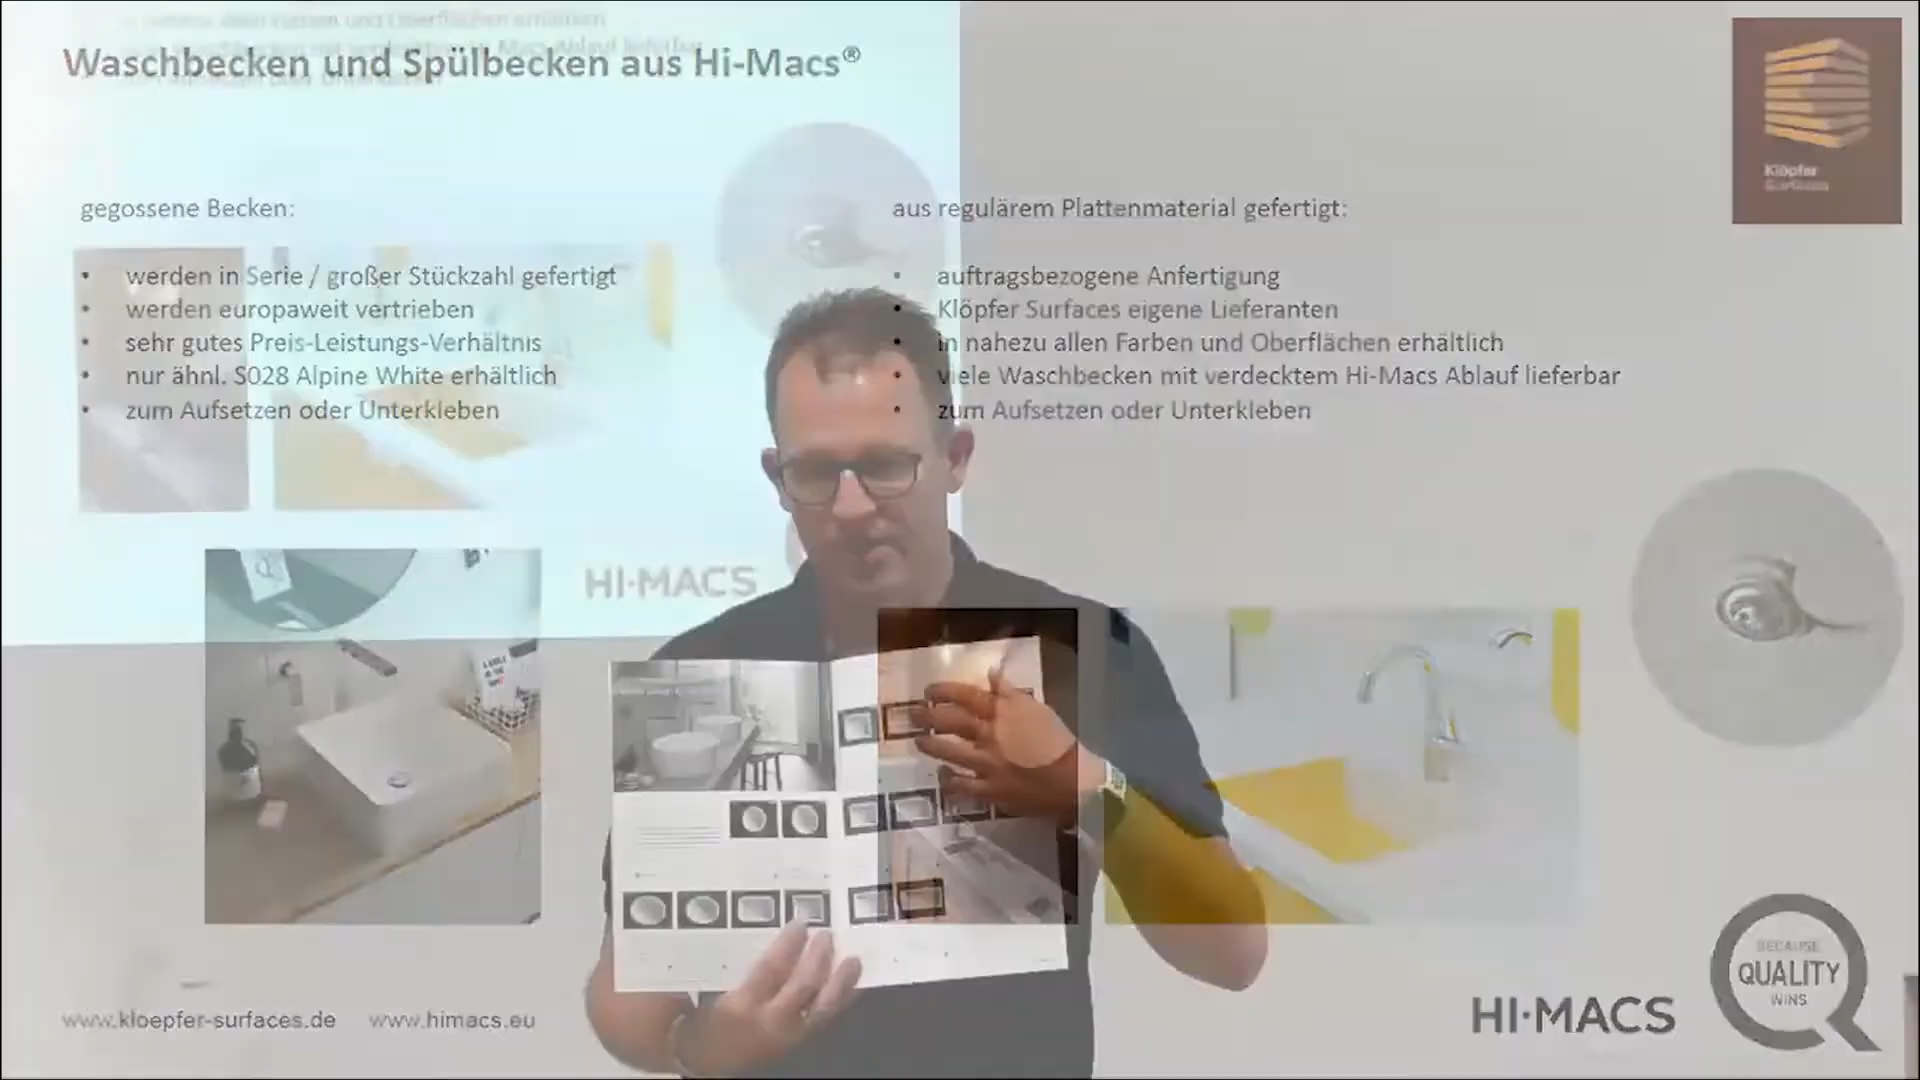 Waschbecken und Spülbecken aus Hi-Macs®
Klöpfer
Surfaces
gegossene Becken:
• werden in Serie / großer Stückzahl gefertigt
• werden europaweit vertrieben
• sehr gutes Preis-Leistungs-Verhältnis
• nur ähnl. S028 Alpine White erhältlich
• zum Aufsetzen oder Unterkleben
aus regulärem Plattenmaterial gefertigt:
• auftragsbezogene Anfertigung
• Klöpfer Surfaces eigene Lieferanten
• in nahezu allen Farben und Oberflächen erhältlich
• viele Waschbecken mit verdecktem Hi-Macs Ablauf lieferbar
• zum Aufsetzen oder Unterkleben
HI·MACS
www.kloepfer-surfaces.de www.himacs.eu
HI·MACS
BECAUSE
QUALITY
WINS